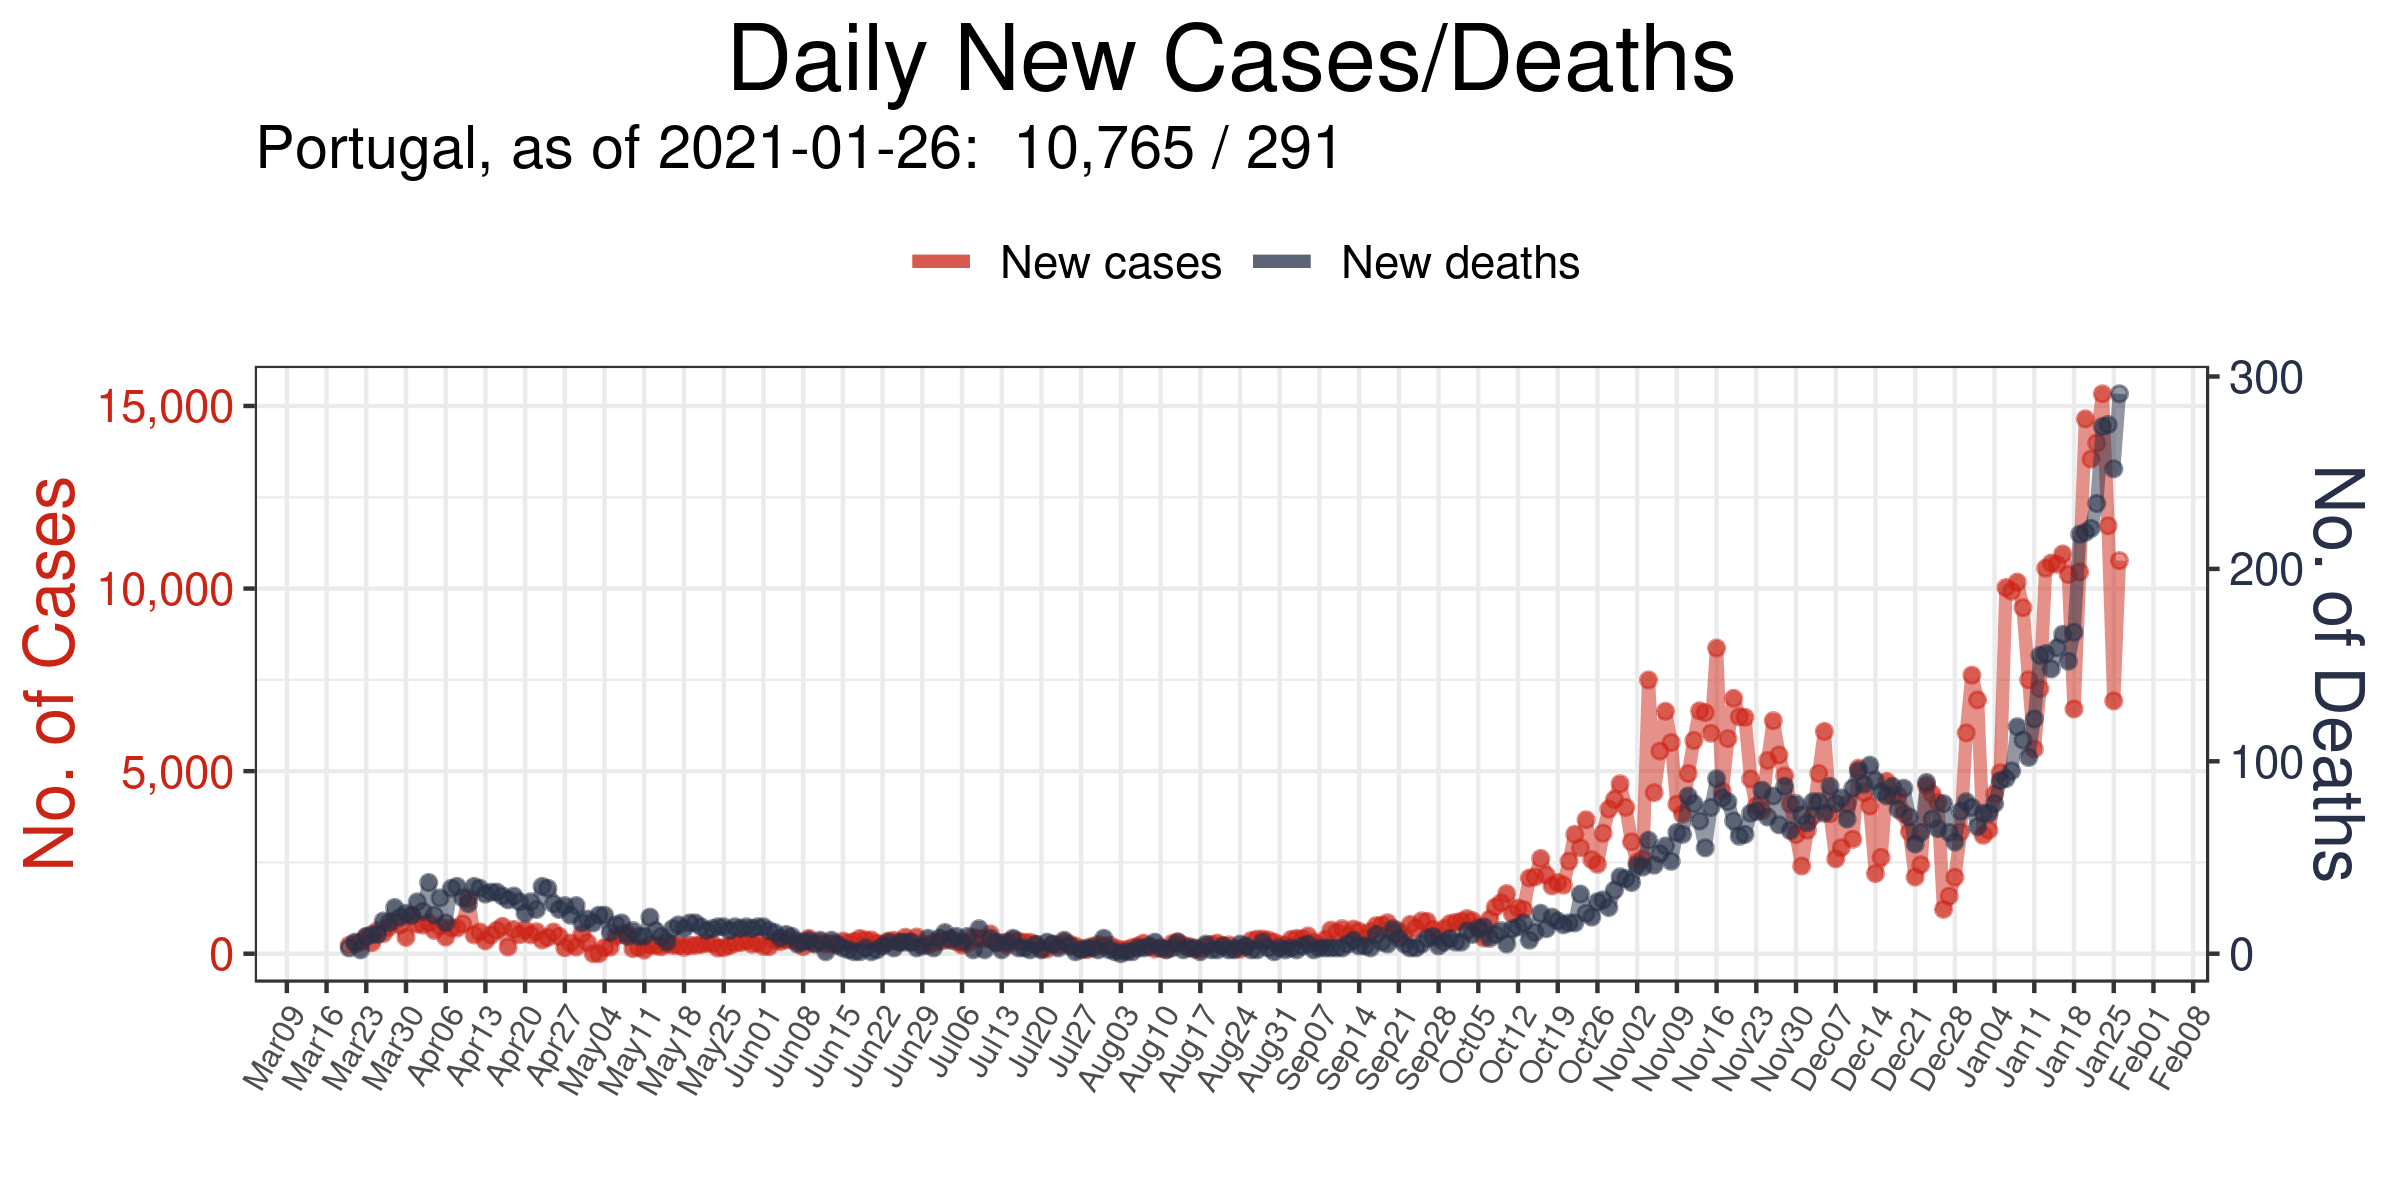 Daily New Cases/Deaths
Portugal, as of 2021-01-26:  10,765 / 291
New cases New deaths
No. of Cases
15,000
10,000
5,000
0
300
200
100
0
No. of Deaths
Mar09 Mar16 Mar23 Mar30 Apr06 Apr13 Apr20 Apr27 May04 May11 May18 May25 Jun01 Jun08 Jun15 Jun22 Jun29 Jul06 Jul13 Jul20 Jul27 Aug03 Aug10 Aug17 Aug24 Aug31 Sep07 Sep14 Sep21 Sep28 Oct05 Oct12 Oct19 Oct26 Nov02 Nov09 Nov16 Nov23 Nov30 Dec07 Dec14 Dec21 Dec28 Jan04 Jan11 Jan18 Jan25 Feb01 Feb08